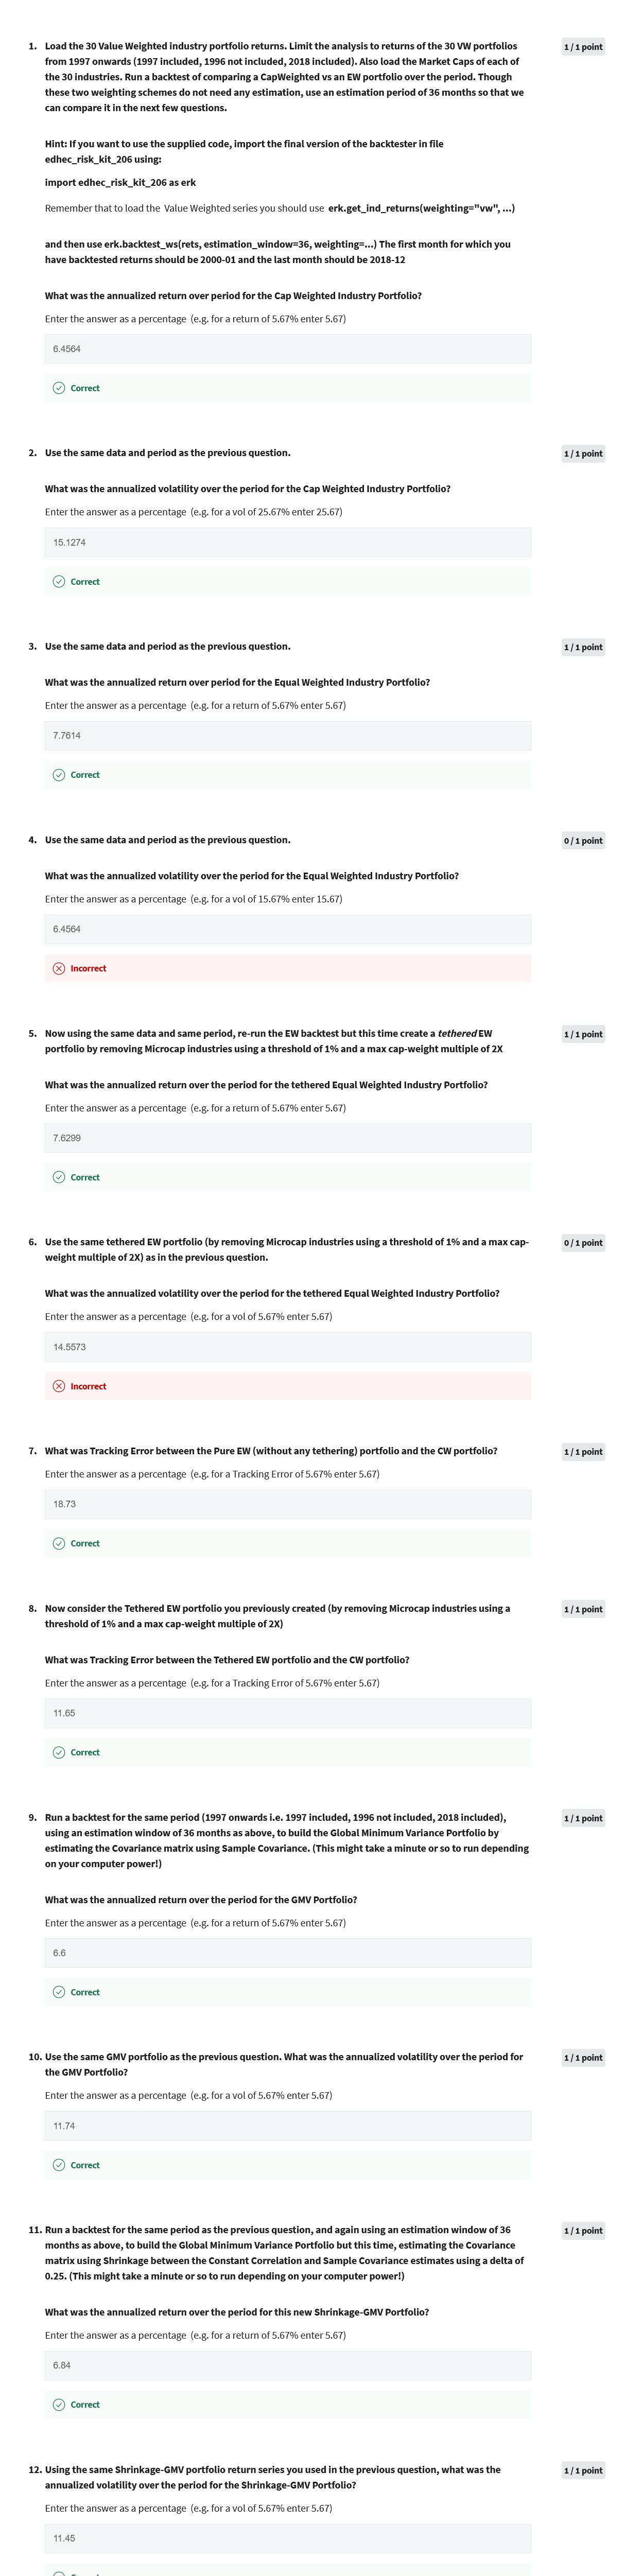 1. Load the 30 Value Weighted industry portfolio returns. Limit the analysis to returns of the 30 VW portfolios
1 / 1 point
from 1997 onwards (1997 included, 1996 not included, 2018 included). Also load the Market Caps of each of
the 30 industries. Run a backtest of comparing a CapWeighted vs an EW portfolio over the period. Though
these two weighting schemes do not need any estimation, use an estimation period of 36 months so that we
can compare it in the next few questions.
Hint: If you want to use the supplied code, import the final version of the backtester in file
edhec_risk_kit_206 using:
import edhec_risk_kit_206 as erk
Remember that to load the Value Weighted series you should use erk.get_ind_returns(weighting="vw", ...)
and then use erk.backtest_ws(rets, estimation_window=36, weighting=...) The first month for which you
have backtested returns should be 2000-01 and the last month should be 2018-12
What was the annualized return over period for the Cap Weighted Industry Portfolio?
Enter the answer as a percentage (e.g. for a return of 5.67% enter 5.67)
6.4564
Correct
2. Use the same data and period as the previous question.
1 / 1 point
What was the annualized volatility over the period for the Cap Weighted Industry Portfolio?
Enter the answer as a percentage (e.g. for a vol of 25.67% enter 25.67)
15.1274
Correct
3. Use the same data and period as the previous question.
1 / 1 point
What was the annualized return over period for the Equal Weighted Industry Portfolio?
Enter the answer as a percentage (e.g. for a return of 5.67% enter 5.67)
7.7614
Correct
4. Use the same data and period as the previous question.
0 / 1 point
What was the annualized volatility over the period for the Equal Weighted Industry Portfolio?
Enter the answer as a percentage (e.g. for a vol of 15.67% enter 15.67)
6.4564
Incorrect
5. Now using the same data and same period, re-run the EW backtest but this time create a tethered EW
1 / 1 point
portfolio by removing Microcap industries using a threshold of 1% and a max cap-weight multiple of 2X
What was the annualized return over the period for the tethered Equal Weighted Industry Portfolio?
Enter the answer as a percentage (e.g. for a return of 5.67% enter 5.67)
7.6299
Correct
6. Use the same tethered EW portfolio (by removing Microcap industries using a threshold of 1% and a max cap-
0 / 1 point
weight multiple of 2X) as in the previous question.
What was the annualized volatility over the period for the tethered Equal Weighted Industry Portfolio?
Enter the answer as a percentage (e.g. for a vol of 5.67% enter 5.67)
14.5573
Incorrect
7. What was Tracking Error between the Pure EW (without any tethering) portfolio and the CW portfolio?
1 / 1 point
Enter the answer as a percentage (e.g. for a Tracking Error of 5.67% enter 5.67)
18.73
Correct
8. Now consider the Tethered EW portfolio you previously created (by removing Microcap industries using a
1 / 1 point
threshold of 1% and a max cap-weight multiple of 2X)
What was Tracking Error between the Tethered EW portfolio and the CW portfolio?
Enter the answer as a percentage (e.g. for a Tracking Error of 5.67% enter 5.67)
11.65
Correct
9. Run a backtest for the same period (1997 onwards i.e. 1997 included, 1996 not included, 2018 included),
1 / 1 point
using an estimation window of 36 months as above, to build the Global Minimum Variance Portfolio by
estimating the Covariance matrix using Sample Covariance. (This might take a minute or so to run depending
on your computer power!)
What was the annualized return over the period for the GMV Portfolio?
Enter the answer as a percentage (e.g. for a return of 5.67% enter 5.67)
6.6
Correct
10. Use the same GMV portfolio as the previous question. What was the annualized volatility over the period for
1 / 1 point
the GMV Portfolio?
Enter the answer as a percentage (e.g. for a vol of 5.67% enter 5.67)
11.74
Correct
11. Run a backtest for the same period as the previous question, and again using an estimation window of 36
1 / 1 point
months as above, to build the Global Minimum Variance Portfolio but this time, estimating the Covariance
matrix using Shrinkage between the Constant Correlation and Sample Covariance estimates using a delta of
0.25. (This might take a minute or so to run depending on your computer power!)
What was the annualized return over the period for this new Shrinkage-GMV Portfolio?
Enter the answer as a percentage (e.g. for a return of 5.67% enter 5.67)
6.84
Correct
12. Using the same Shrinkage-GMV portfolio return series you used in the previous question, what was the
1 / 1 point
annualized volatility over the period for the Shrinkage-GMV Portfolio?
Enter the answer as a percentage (e.g. for a vol of 5.67% enter 5.67)
11.45